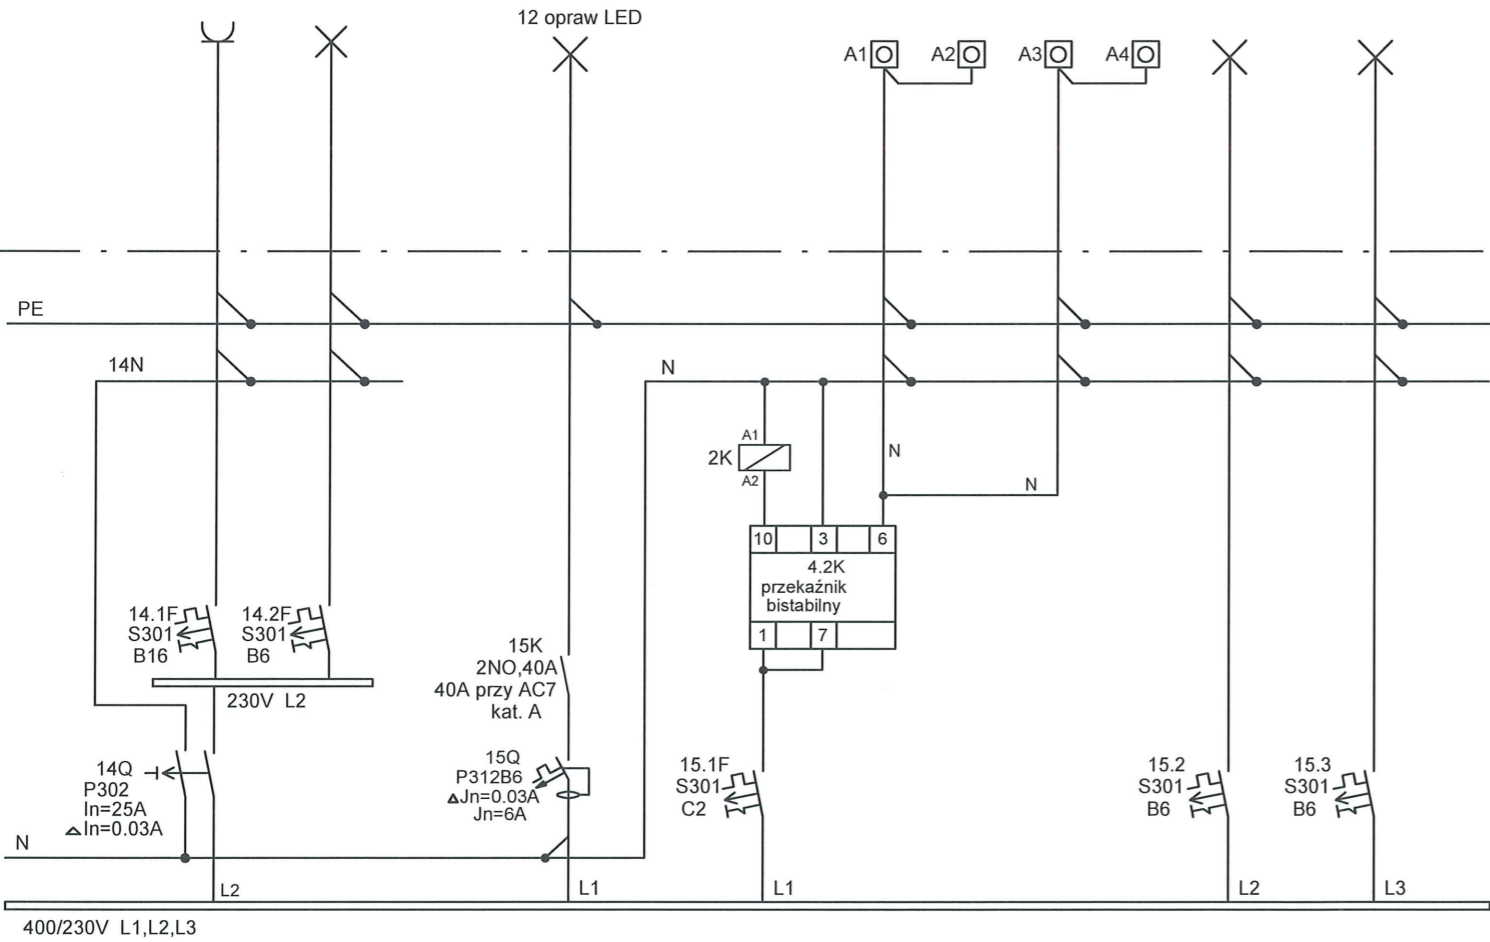 12 opraw LED
A1
A2
A3
A4
PE
14N
N
A1
2K
A2
N
N
10
3
6
4.2K
przekaźnik
bistabilny
1
7
14.1F
S301
B16
14.2F
S301
B6
230V L2
15K
2NO,40A
40A przy AC7
kat. A
14Q
P302
In=25A
△In=0.03A
15Q
P312B6
△Jn=0.03A
Jn=6A
15.1F
S301
C2
15.2
S301
B6
15.3
S301
B6
N
L2
L1
L1
L2
L3
400/230V L1,L2,L3